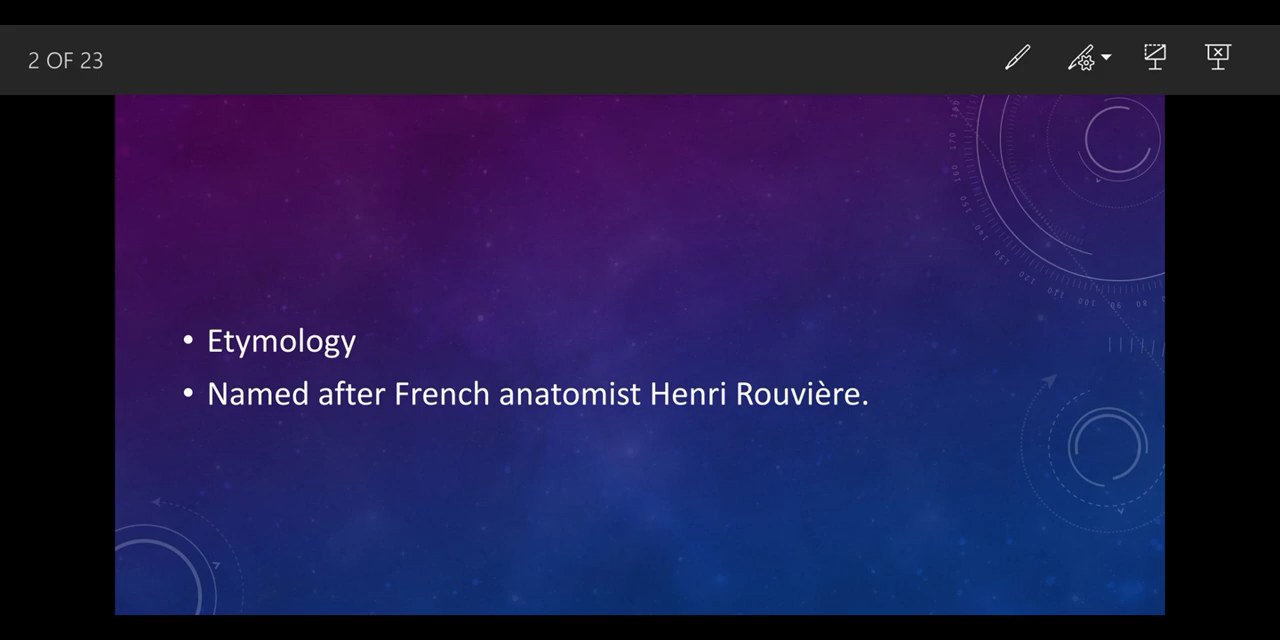 2 OF 23
• Etymology
• Named after French anatomist Henri Rouvière.